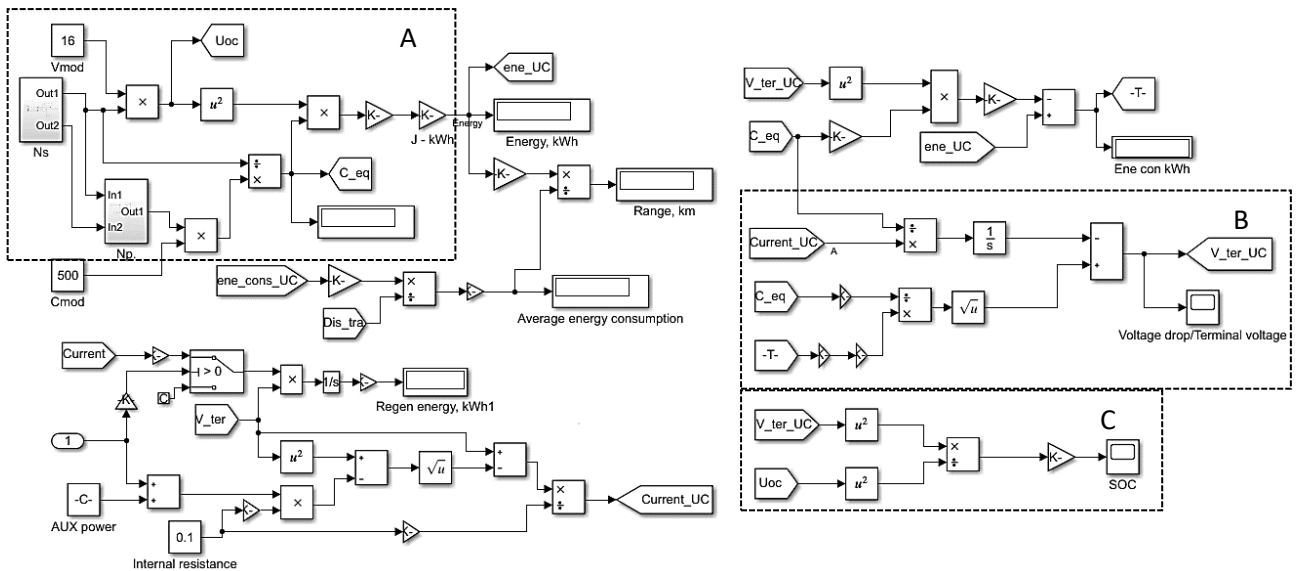 A
16
Vmod
Uoc
Out1
Out2
Ns
×
u²
×
K-
K-
J - kWh
Energy
ene_UC
Energy, kWh
÷
×
C_eq
In1
In2
Out1
Np.
×
500
Cmod
K-
×
÷
Range, km
ene_cons_UC
-K-
×
÷
Dis_tra
Average energy consumption
Current
> 0
C
-K-
×
1/s
Regen energy, kWh1
V_ter
1
u²
+
−
√u
+
−
-C-
AUX power
+
+
×
0.1
Internal resistance
×
÷
Current_UC
V_ter_UC
u²
×
-K-
−
+
-T-
C_eq
-K-
ene_UC
Ene con kWh
B
Current_UC
A
÷
×
1
s
−
+
V_ter_UC
C_eq
÷
×
√u
-T-
Voltage drop/Terminal voltage
C
V_ter_UC
u²
×
÷
K-
SOC
Uoc
u²